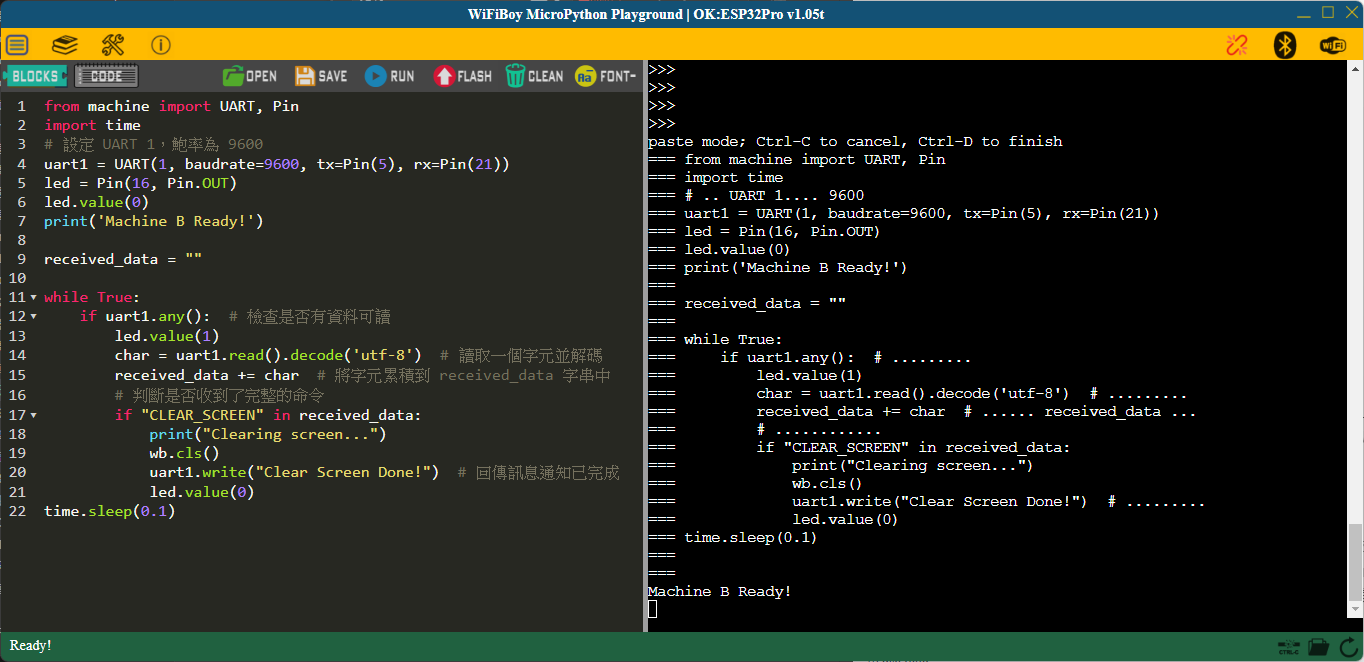 WiFiBoy MicroPython Playground | OK:ESP32Pro v1.05t
WiFi
BLOCKS CODE OPEN SAVE RUN FLASH CLEAN Aa FONT-
1 from machine import UART, Pin
2 import time
3 # 設定 UART 1，鮑率為 9600
4 uart1 = UART(1, baudrate=9600, tx=Pin(5), rx=Pin(21))
5 led = Pin(16, Pin.OUT)
6 led.value(0)
7 print('Machine B Ready!')
8
9 received_data = ""
10
11 while True:
12 if uart1.any(): # 檢查是否有資料可讀
13 led.value(1)
14 char = uart1.read().decode('utf-8') # 讀取一個字元並解碼
15 received_data += char # 將字元累積到 received_data 字串中
16 # 判斷是否收到了完整的命令
17 if "CLEAR_SCREEN" in received_data:
18 print("Clearing screen...")
19 wb.cls()
20 uart1.write("Clear Screen Done!") # 回傳訊息通知已完成
21 led.value(0)
22 time.sleep(0.1)
>>>
>>>
>>>
>>>
paste mode; Ctrl-C to cancel, Ctrl-D to finish
=== from machine import UART, Pin
=== import time
=== # .. UART 1.... 9600
=== uart1 = UART(1, baudrate=9600, tx=Pin(5), rx=Pin(21))
=== led = Pin(16, Pin.OUT)
=== led.value(0)
=== print('Machine B Ready!')
===
=== received_data = ""
===
=== while True:
=== if uart1.any(): # .........
=== led.value(1)
=== char = uart1.read().decode('utf-8') # .........
=== received_data += char # ...... received_data ...
=== # ............
=== if "CLEAR_SCREEN" in received_data:
=== print("Clearing screen...")
=== wb.cls()
=== uart1.write("Clear Screen Done!") # .........
=== led.value(0)
=== time.sleep(0.1)
===
===
Machine B Ready!
Ready!
CTRL-C